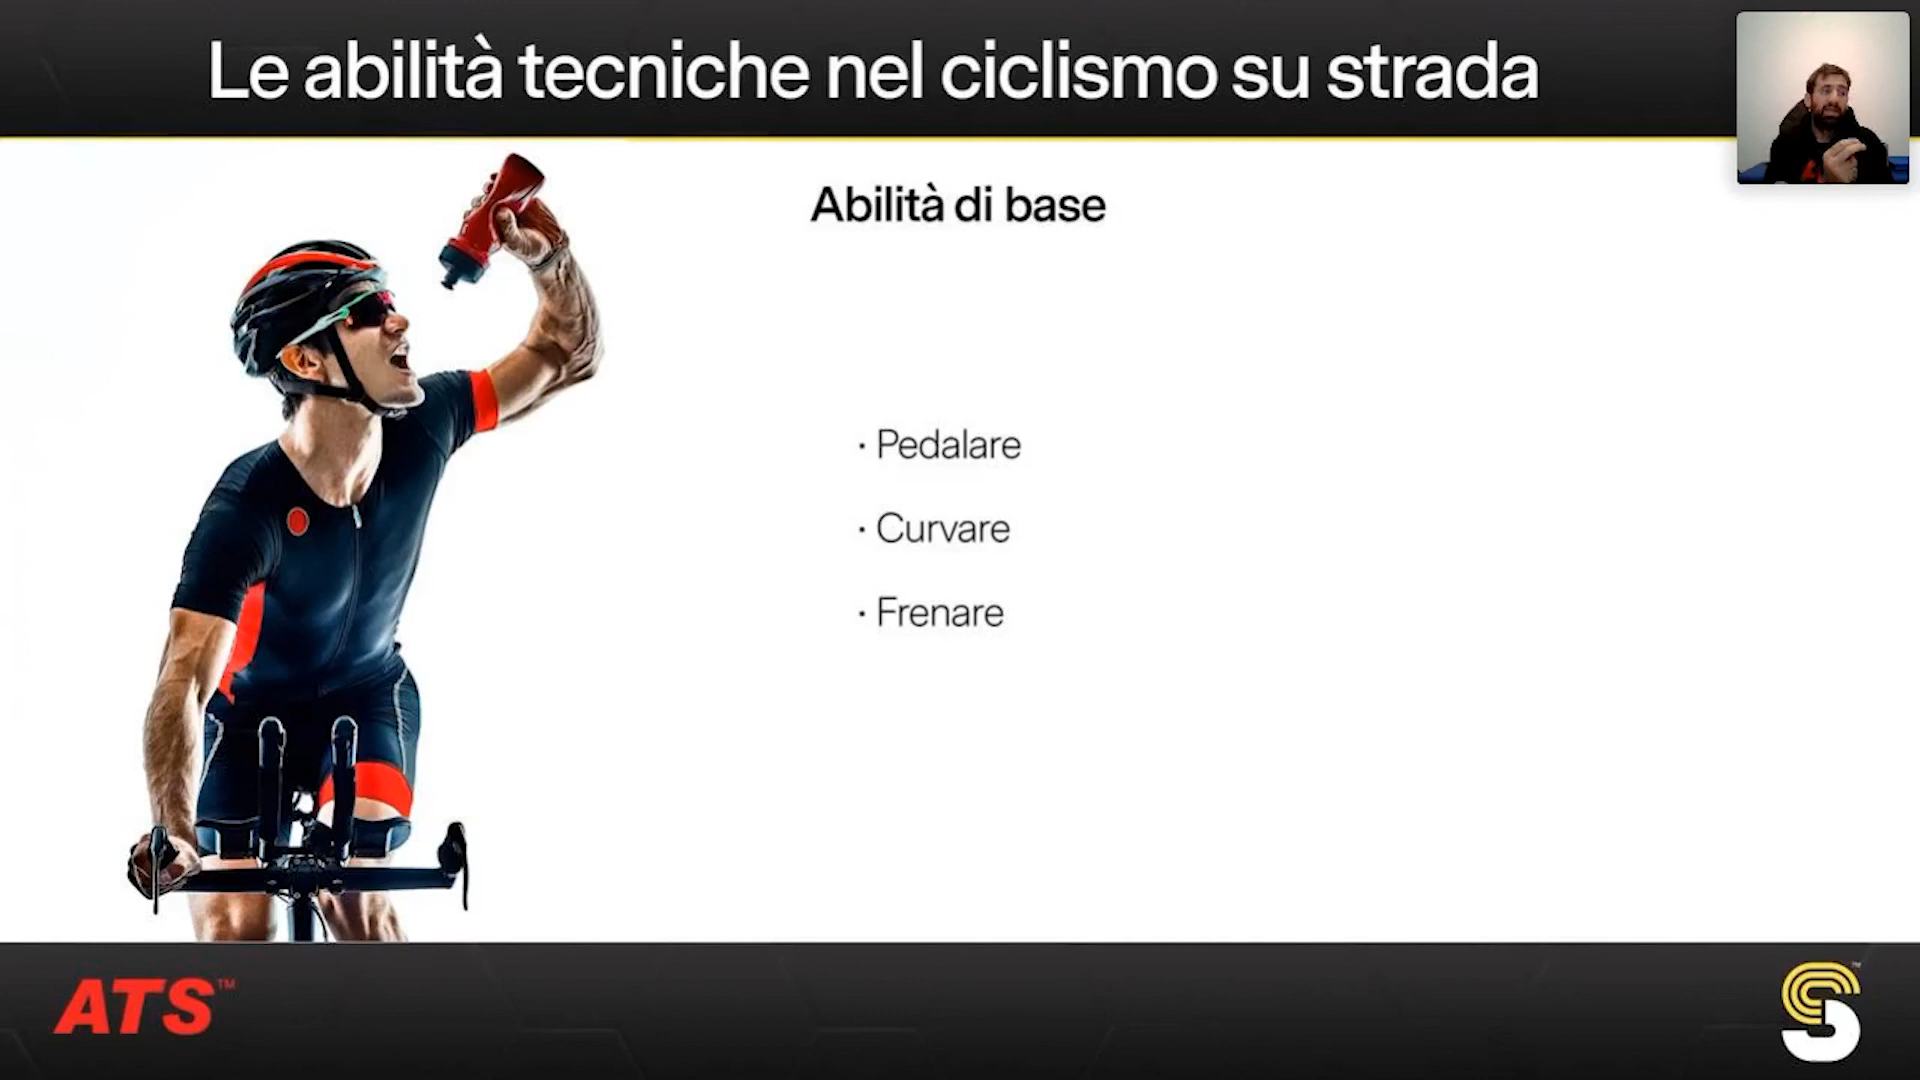 Le abilità tecniche nel ciclismo su strada
Abilità di base
· Pedalare
· Curvare
· Frenare
ATS™